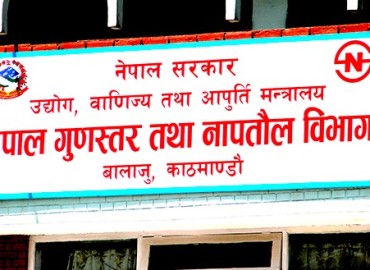 नेपाल सरकार
उद्योग, वाणिज्य तथा आपुर्ति मन्त्रालय
पाल गुणस्तर तथा नापतौल विभाग
बालाजु, काठमाण्डौ